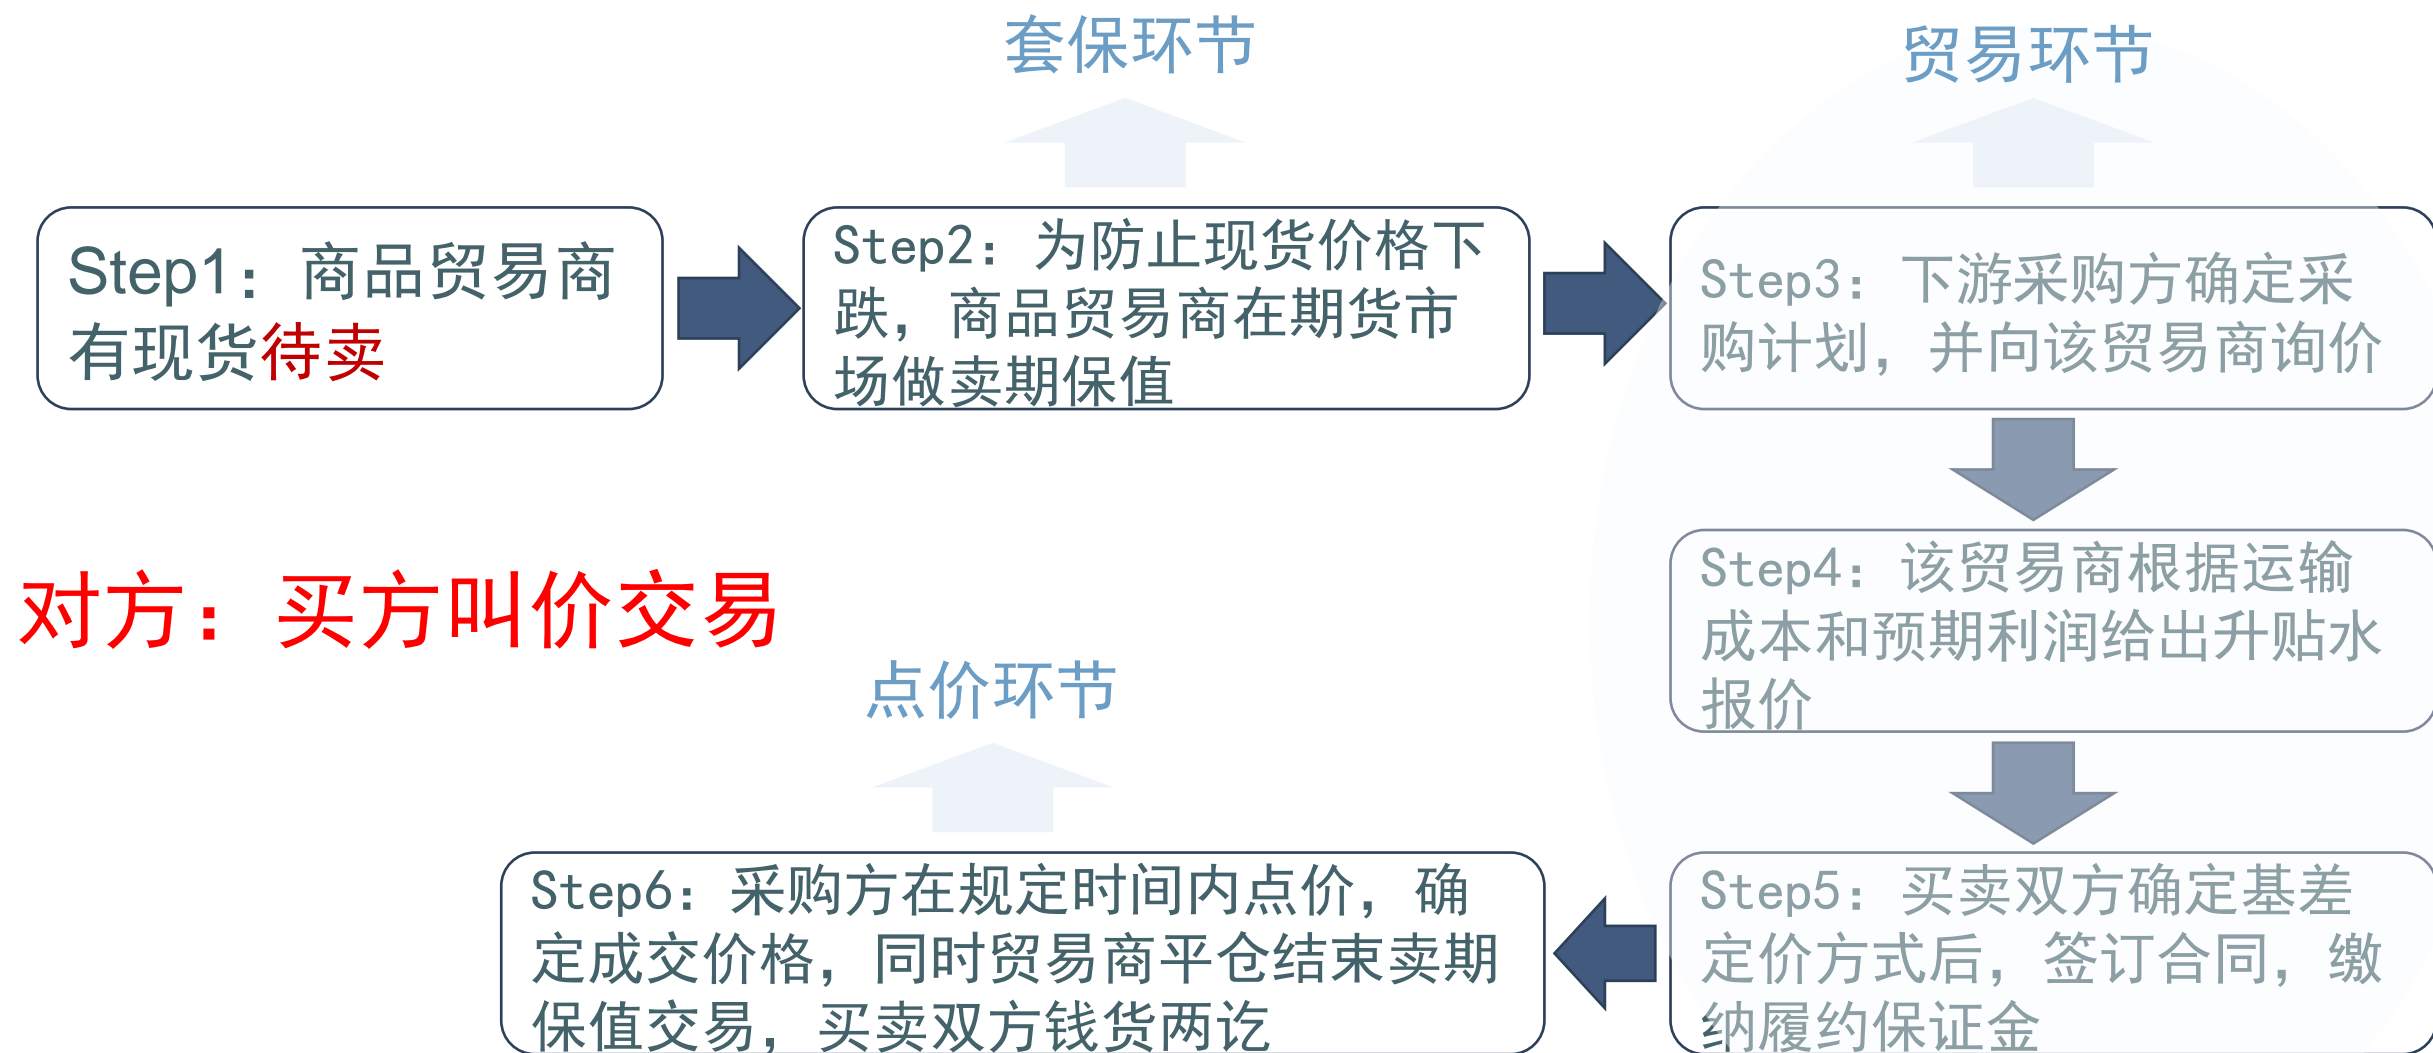 套保环节
贸易环节
Step1：商品贸易商
有现货待卖
Step2：为防止现货价格下
跌，商品贸易商在期货市
场做卖期保值
Step3：下游采购方确定采
购计划，并向该贸易商询价
Step4：该贸易商根据运输
成本和预期利润给出升贴水
报价
对方：买方叫价交易
点价环节
Step5：买卖双方确定基差
定价方式后，签订合同，缴
纳履约保证金
Step6：采购方在规定时间内点价，确
定成交价格，同时贸易商平仓结束卖期
保值交易，买卖双方钱货两讫